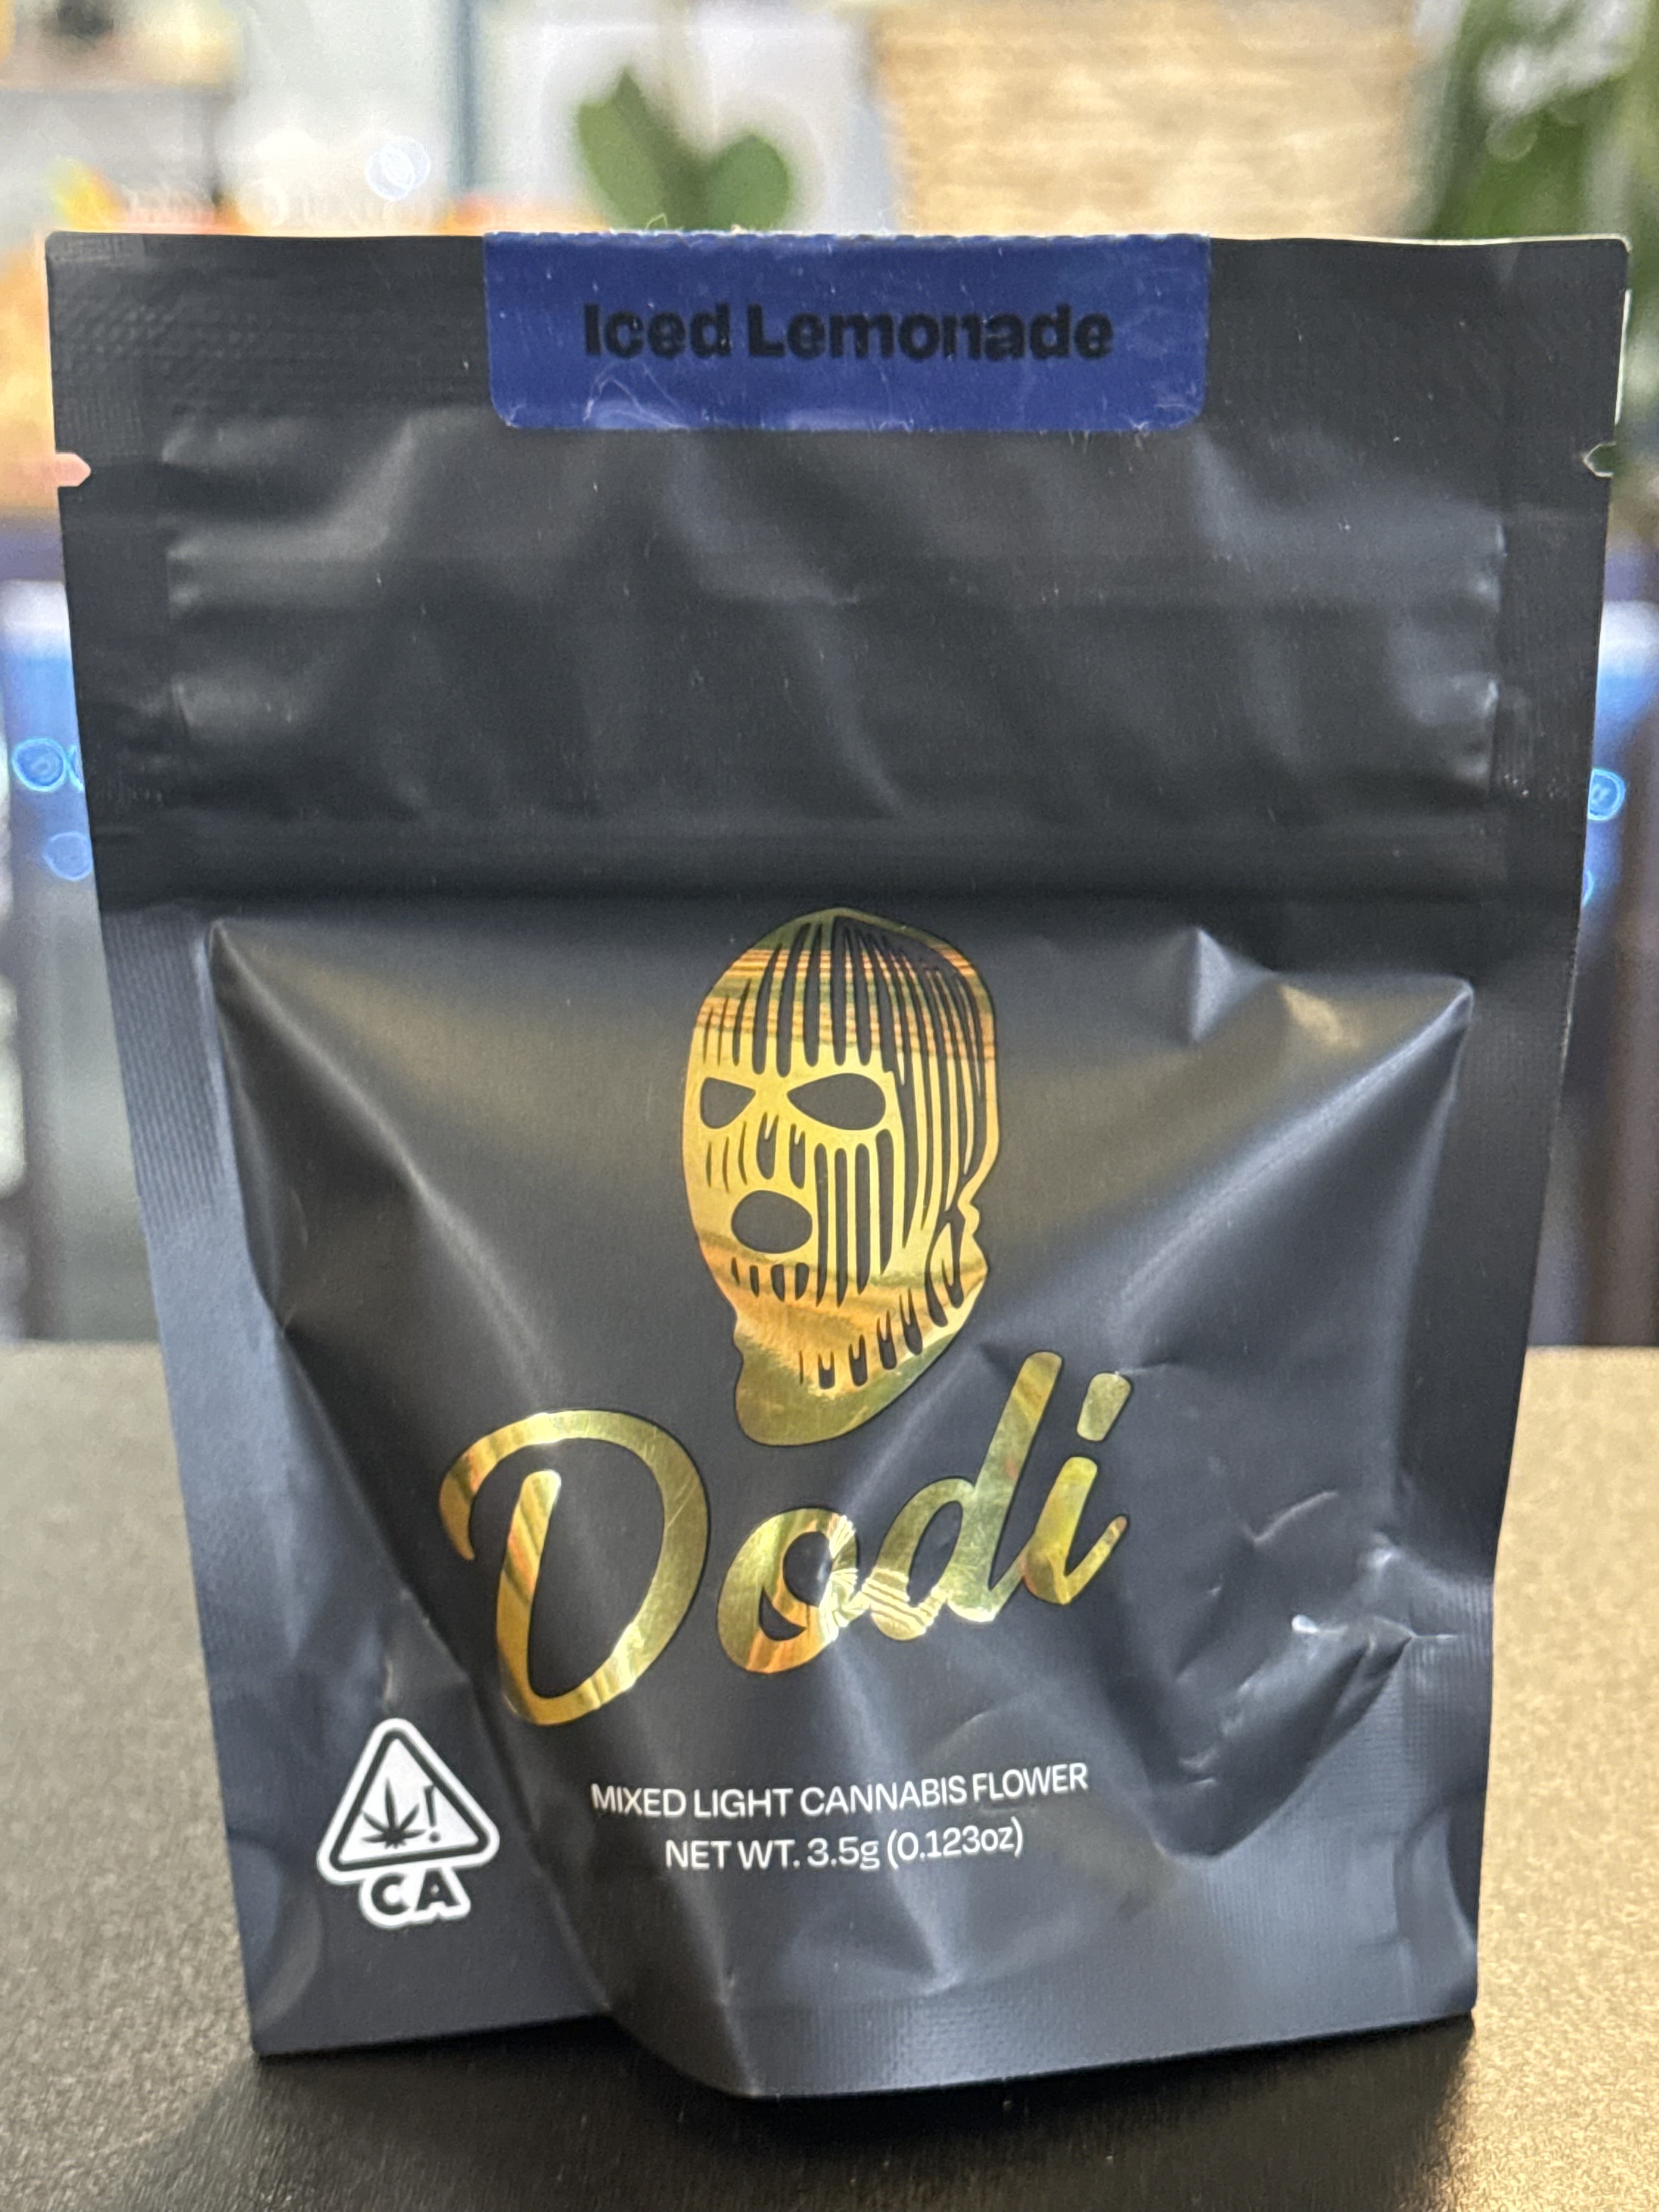 Iced Lemonade
Dodi
MIXED LIGHT CANNABIS FLOWER
NET WT. 3.5g (0.123oz)
!
CA